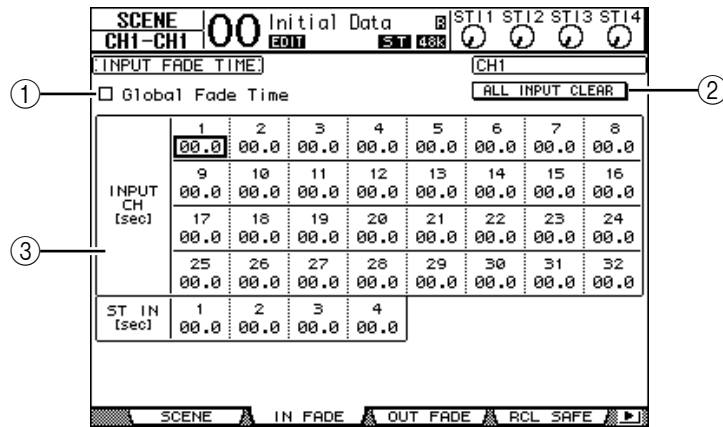 SCENE
CH1-CH1
00 Initial Data R
EDIT ST 48K
STI1 STI2 STI3 STI4
INPUT FADE TIME
CH1
1
Global Fade Time
ALL INPUT CLEAR
2
1 2 3 4 5 6 7 8
00.0 00.0 00.0 00.0 00.0 00.0 00.0 00.0
9 10 11 12 13 14 15 16
INPUT CH [sec]
00.0 00.0 00.0 00.0 00.0 00.0 00.0 00.0
17 18 19 20 21 22 23 24
00.0 00.0 00.0 00.0 00.0 00.0 00.0 00.0
3
25 26 27 28 29 30 31 32
00.0 00.0 00.0 00.0 00.0 00.0 00.0 00.0
ST IN [sec]
1 2 3 4
00.0 00.0 00.0 00.0
SCENE IN FADE OUT FADE RCL SAFE